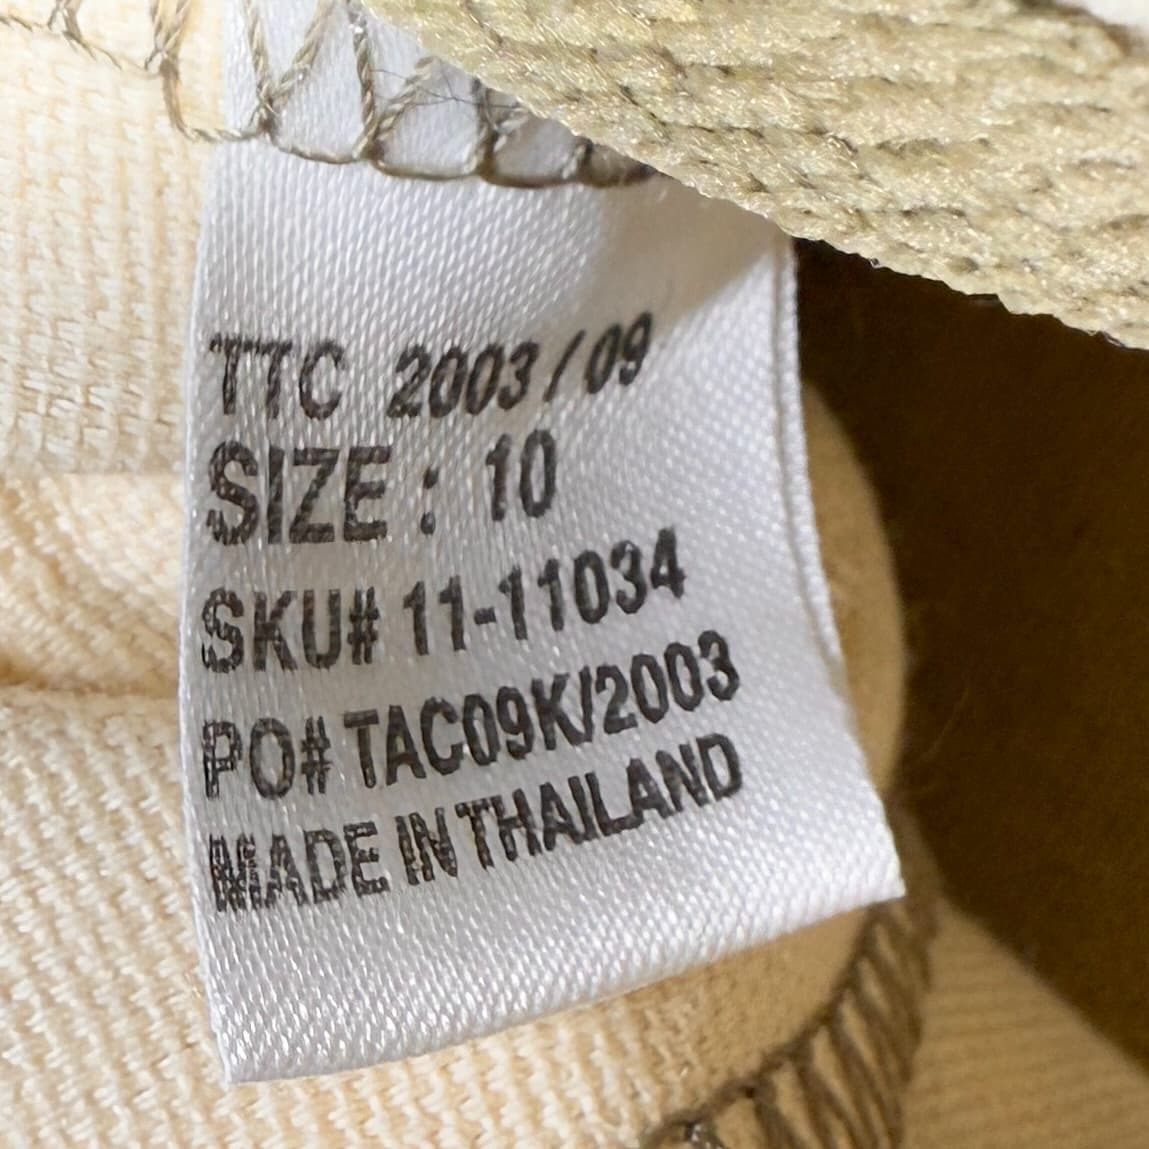 TTC 2003/09
SIZE : 10
SKU# 11-11034
PO# TAC09K/2003
MADE IN THAILAND